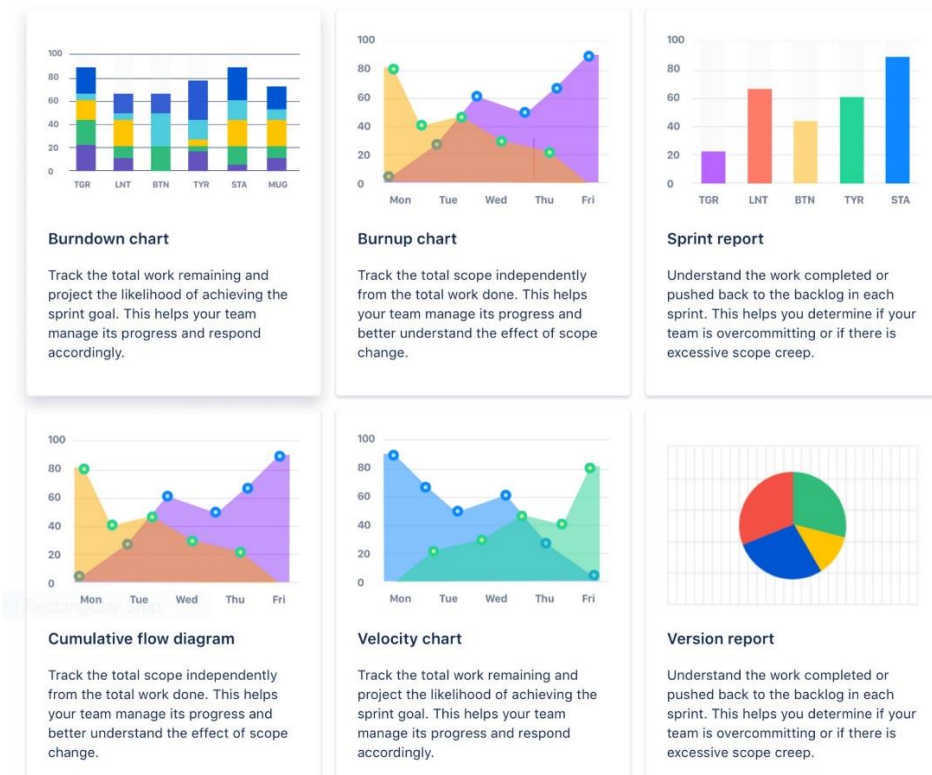 100
80
60
40
20
0
TGR LNT BTN TYR STA MUG
Burndown chart
Track the total work remaining and
project the likelihood of achieving the
sprint goal. This helps your team
manage its progress and respond
accordingly.
100
80
60
40
20
0
Mon Tue Wed Thu Fri
Burnup chart
Track the total scope independently
from the total work done. This helps
your team manage its progress and
better understand the effect of scope
change.
100
80
60
40
20
0
TGR LNT BTN TYR STA
Sprint report
Understand the work completed or
pushed back to the backlog in each
sprint. This helps you determine if your
team is overcommitting or if there is
excessive scope creep.
100
80
60
40
20
0
Mon Tue Wed Thu Fri
Rectangular Snip
Cumulative flow diagram
Track the total scope independently
from the total work done. This helps
your team manage its progress and
better understand the effect of scope
change.
100
80
60
40
20
0
Mon Tue Wed Thu Fri
Velocity chart
Track the total work remaining and
project the likelihood of achieving the
sprint goal. This helps your team
manage its progress and respond
accordingly.
Version report
Understand the work completed or
pushed back to the backlog in each
sprint. This helps you determine if your
team is overcommitting or if there is
excessive scope creep.